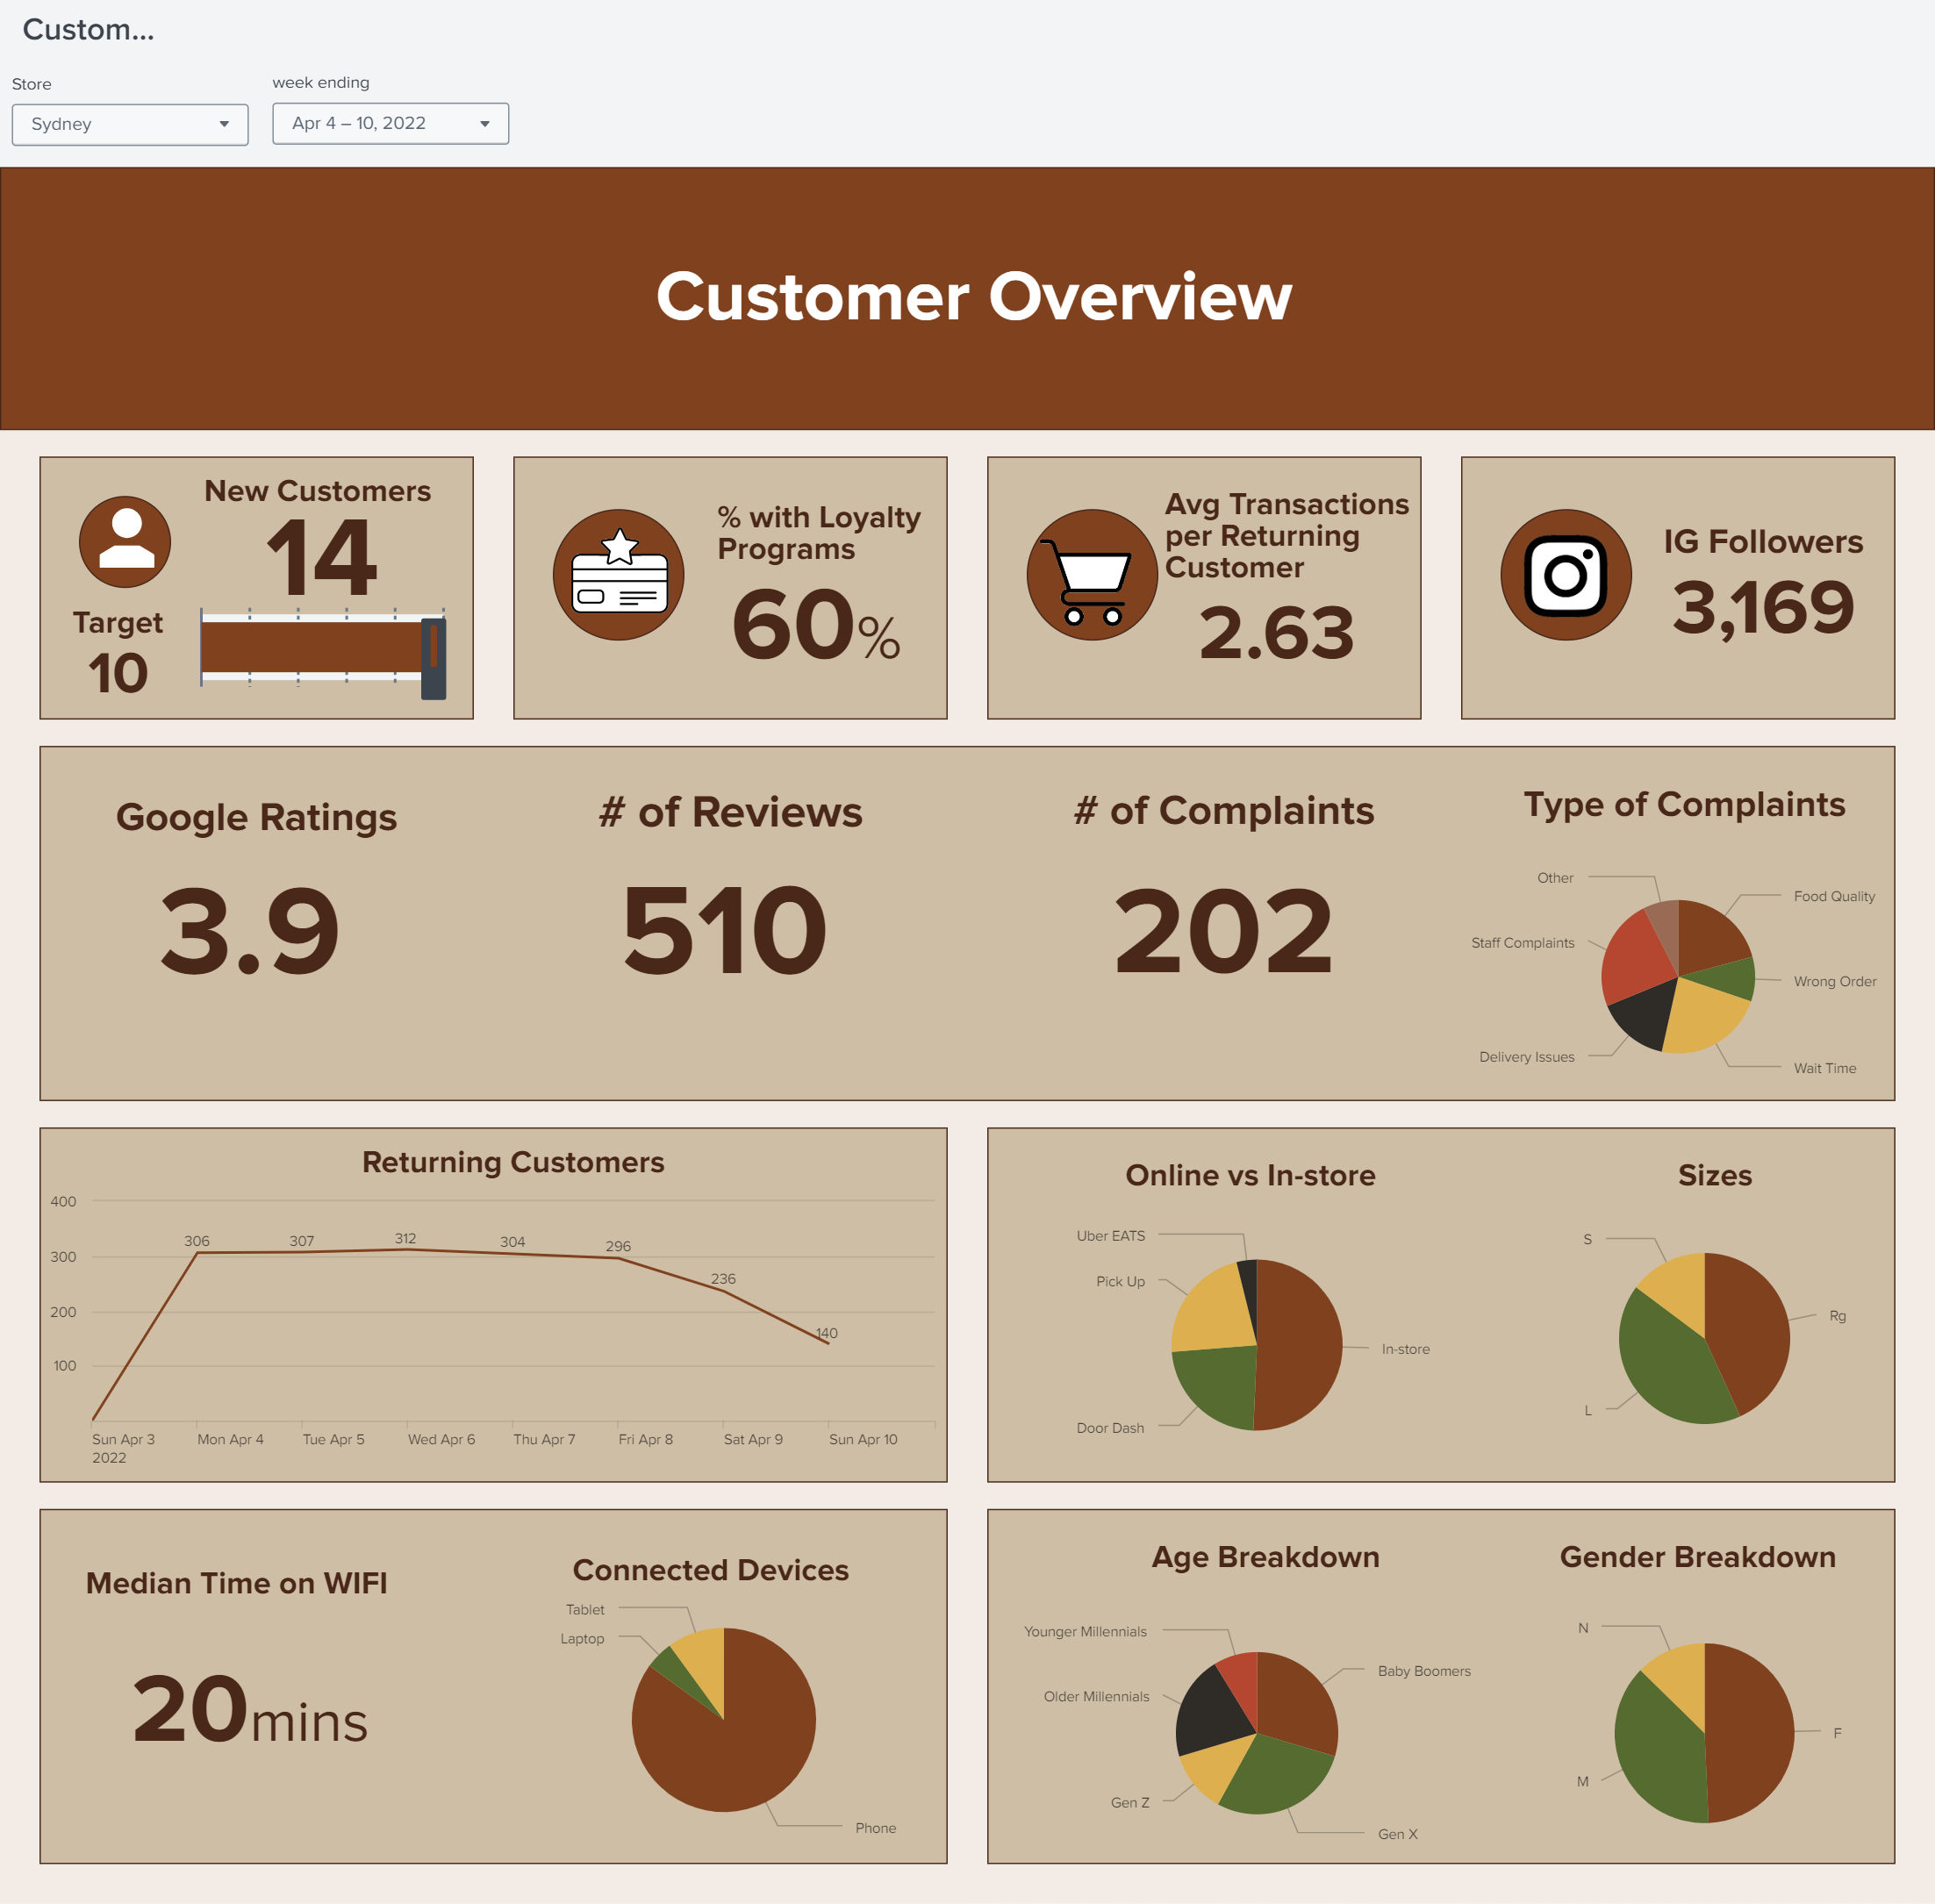 Custom...
Store
week ending
Sydney
Apr 4 – 10, 2022
Customer Overview
New Customers
14
Target
10
% with Loyalty
Programs
60%
Avg Transactions
per Returning
Customer
2.63
IG Followers
3,169
Google Ratings
3.9
# of Reviews
510
# of Complaints
202
Type of Complaints
Other
Food Quality
Staff Complaints
Wrong Order
Delivery Issues
Wait Time
Returning Customers
400
300
200
100
306
307
312
304
296
236
140
Sun Apr 3
2022
Mon Apr 4
Tue Apr 5
Wed Apr 6
Thu Apr 7
Fri Apr 8
Sat Apr 9
Sun Apr 10
Online vs In-store
Uber EATS
Pick Up
In-store
Door Dash
Sizes
S
Rg
L
Median Time on WIFI
20mins
Connected Devices
Tablet
Laptop
Phone
Age Breakdown
Younger Millennials
Baby Boomers
Older Millennials
Gen Z
Gen X
Gender Breakdown
N
F
M